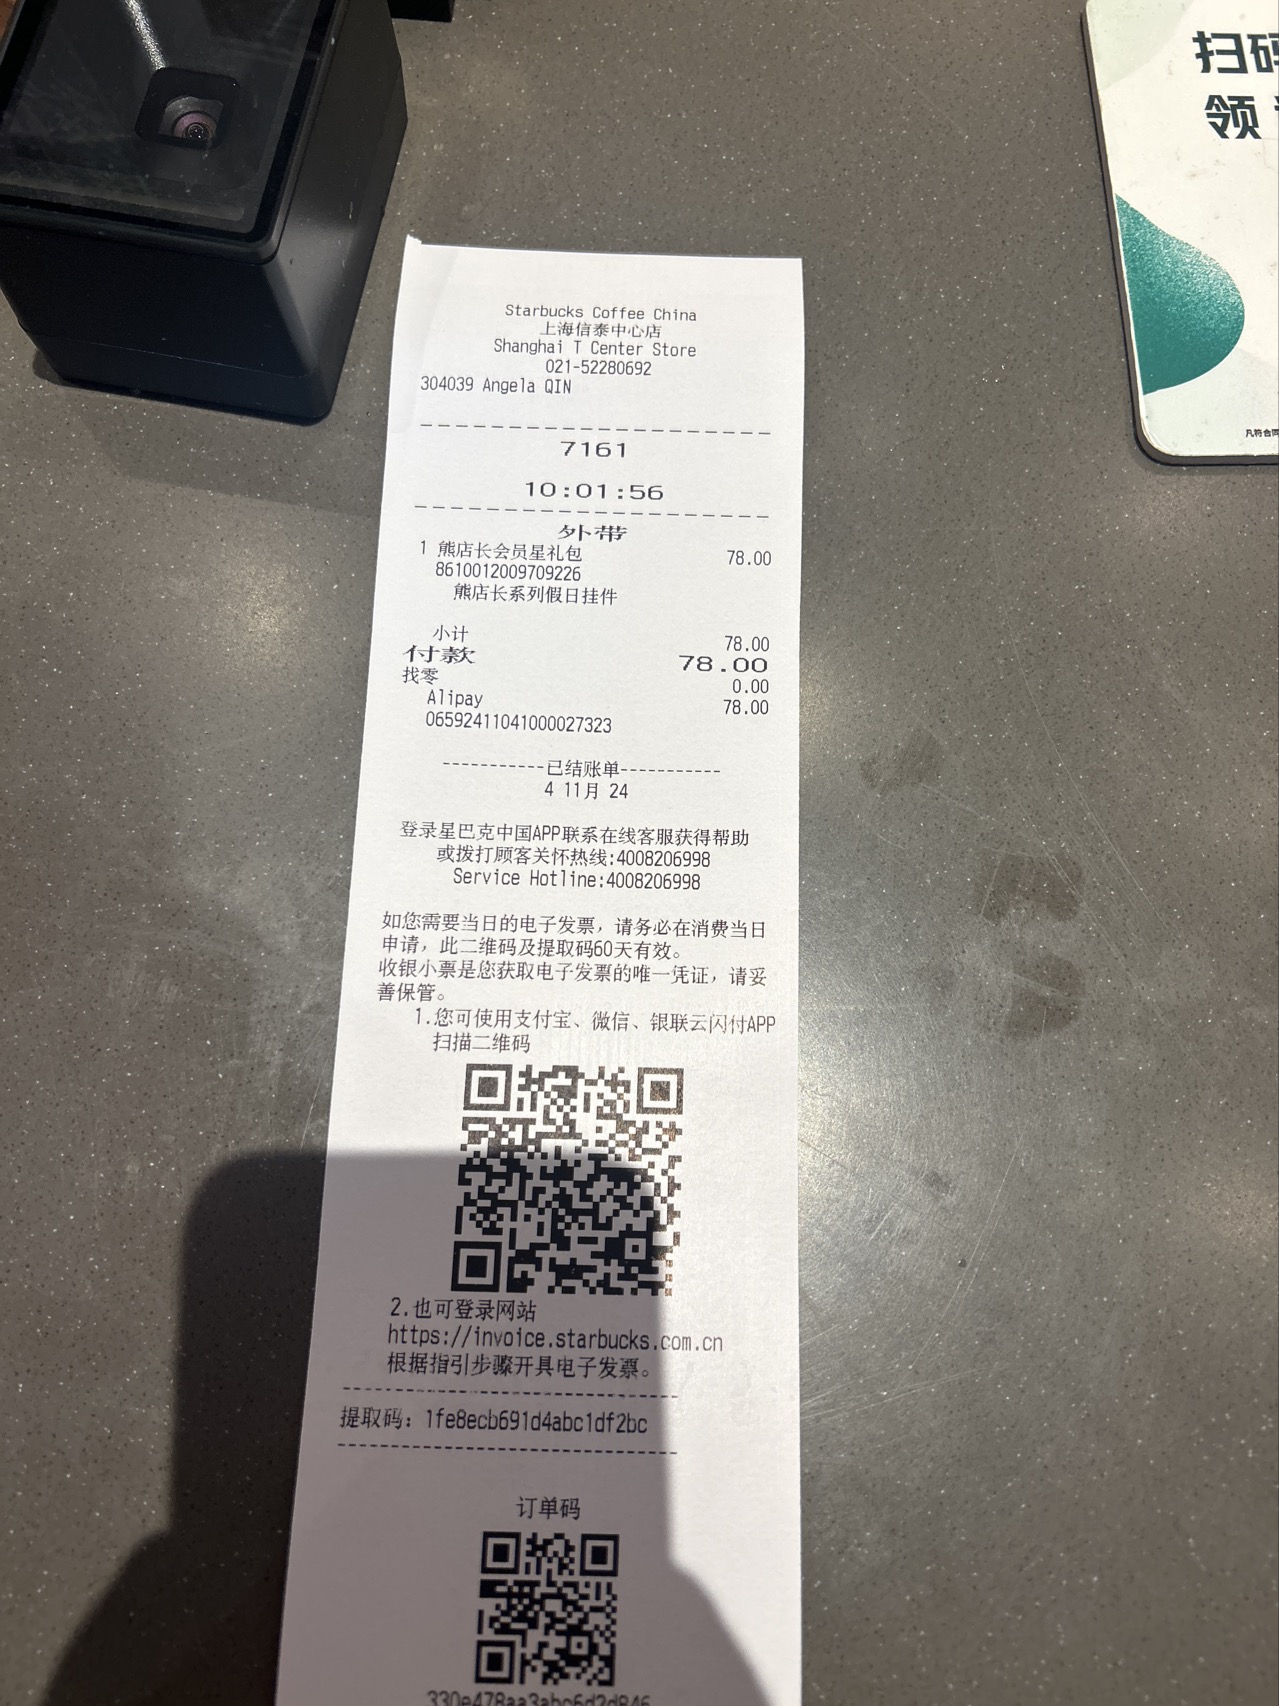 扫码
领
凡符合同
Starbucks Coffee China
上海信泰中心店
Shanghai T Center Store
021-52280692
304039 Angela QIN
7161
10:01:56
外带
1 熊店长会员星礼包 78.00
8610012009709226
熊店长系列假日挂件
小计 78.00
付款 78.00
找零 0.00
Alipay 78.00
06592411041000027323
-----------已结账单-----------
4 11月 24
登录星巴克中国APP联系在线客服获得帮助
或拨打顾客关怀热线:4008206998
Service Hotline:4008206998
如您需要当日的电子发票，请务必在消费当日
申请，此二维码及提取码60天有效。
收银小票是您获取电子发票的唯一凭证，请妥
善保管。
1.您可使用支付宝、微信、银联云闪付APP
扫描二维码
2.也可登录网站
https://invoice.starbucks.com.cn
根据指引步骤开具电子发票。
提取码：1fe8ecb691d4abc1df2bc
订单码
330e478aa3abc6d2d846